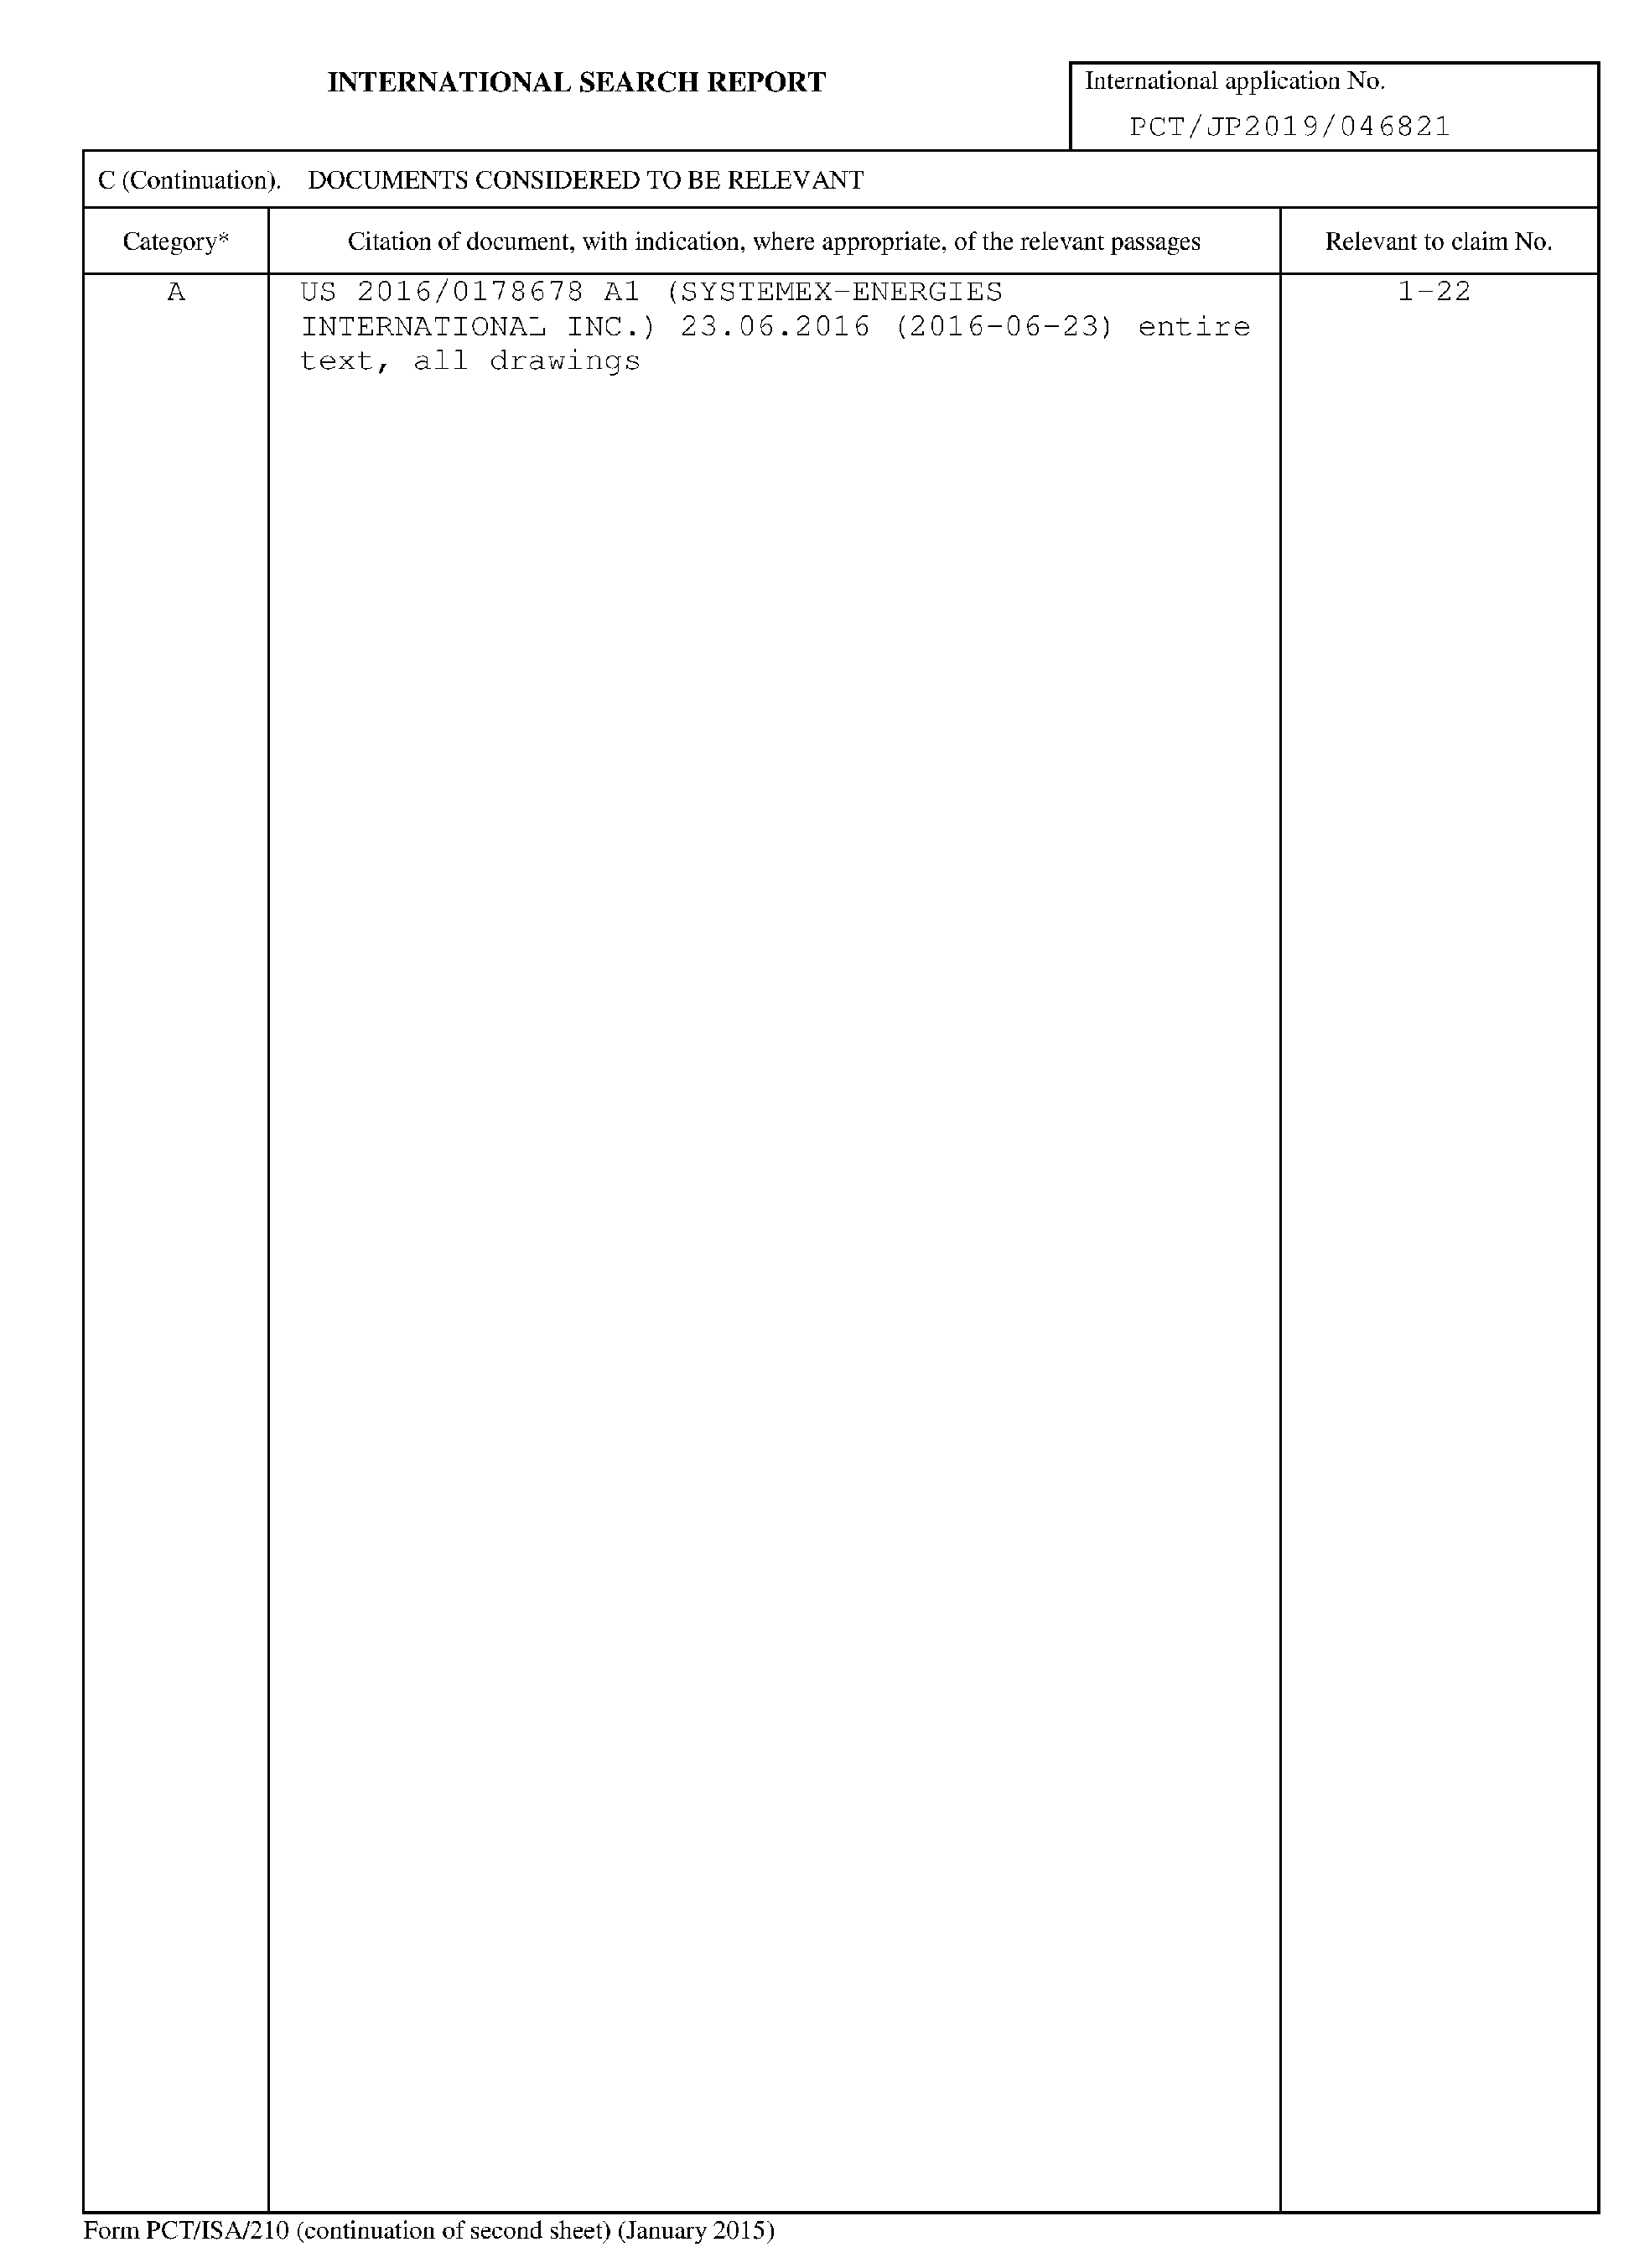 INTERNATIONAL SEARCH REPORT
International application No.
PCT/JP2019/046821
C (Continuation). DOCUMENTS CONSIDERED TO BE RELEVANT
Category* Citation of document, with indication, where appropriate, of the relevant passages Relevant to claim No.
A US 2016/0178678 A1 (SYSTEMEX-ENERGIES 1-22
INTERNATIONAL INC.) 23.06.2016 (2016-06-23) entire
text, all drawings
Form PCT/ISA/210 (continuation of second sheet) (January 2015)